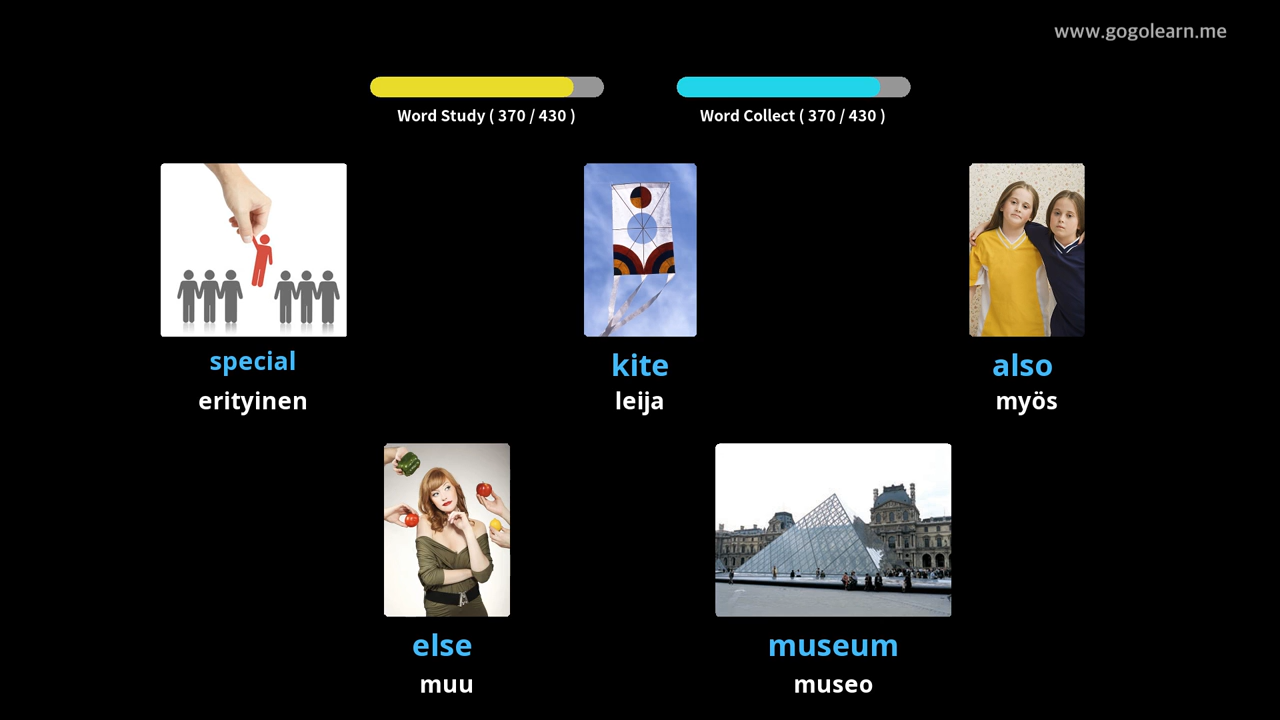 www.gogolearn.me
Word Study ( 370 / 430 )
Word Collect ( 370 / 430 )
special
erityinen
kite
leija
also
myös
else
muu
museum
museo